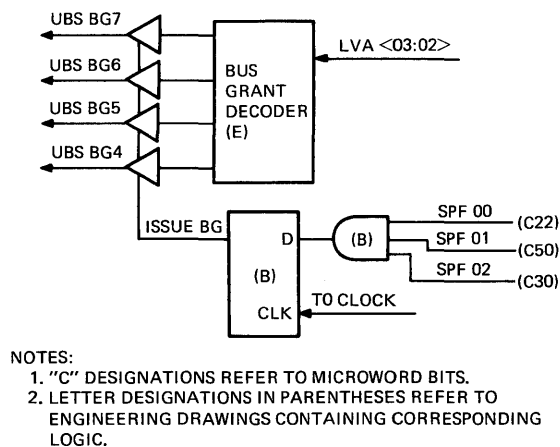 UBS BG7
UBS BG6
UBS BG5
UBS BG4
BUS
GRANT
DECODER
(E)
LVA <03:02>
ISSUE BG
D
(B)
CLK
(B)
SPF 00
(C22)
SPF 01
(C50)
SPF 02
(C30)
T0 CLOCK
NOTES:
1. "C" DESIGNATIONS REFER TO MICROWORD BITS.
2. LETTER DESIGNATIONS IN PARENTHESES REFER TO
ENGINEERING DRAWINGS CONTAINING CORRESPONDING
LOGIC.